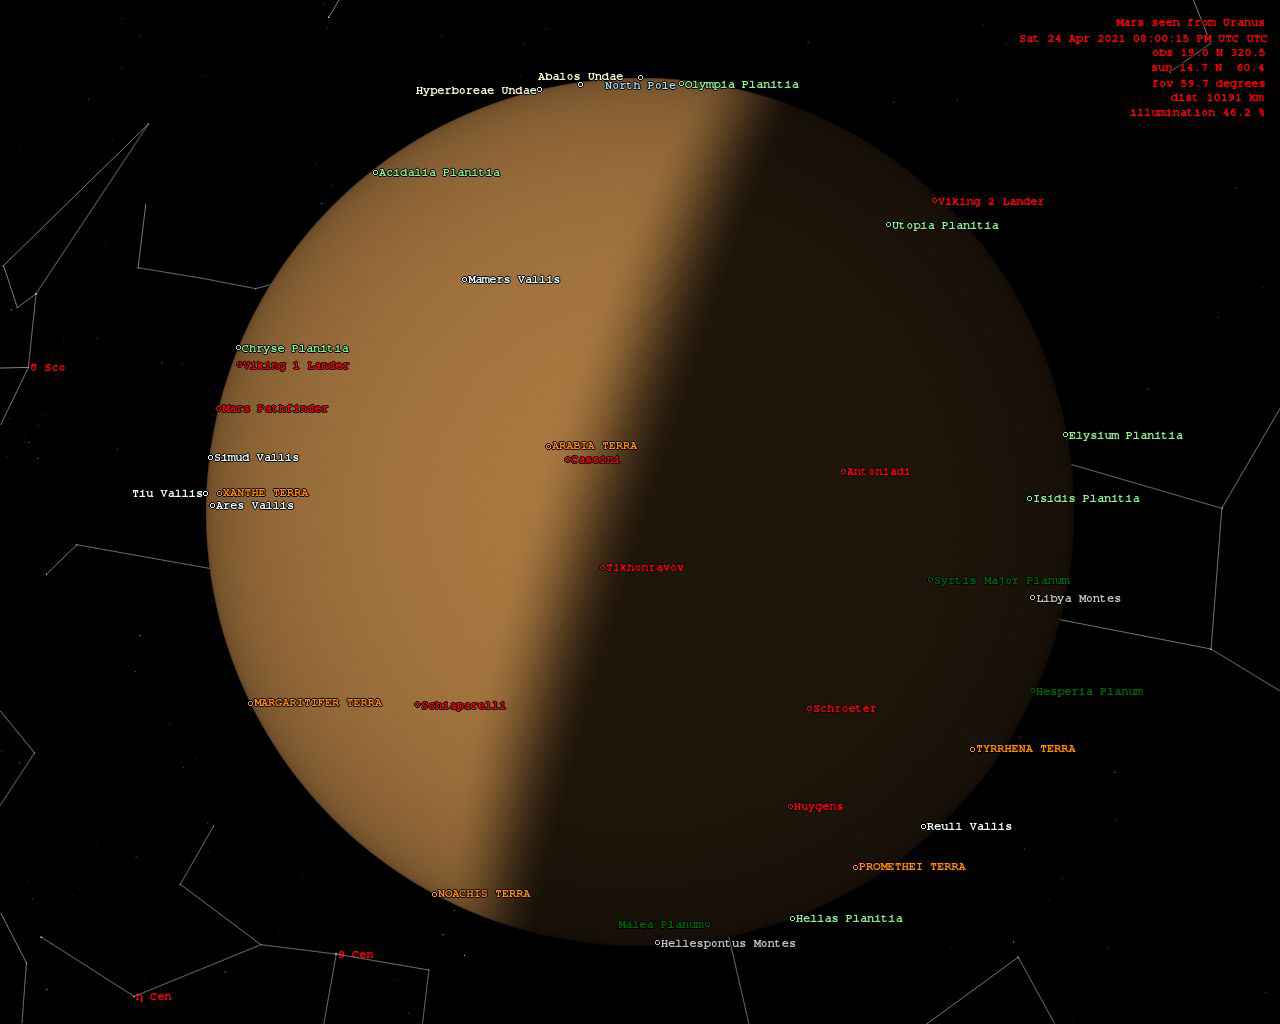 Mars seen from Uranus
Sat 24 Apr 2021 08:00:15 PM UTC UTC
obs 19.0 N 320.5
sun 14.7 N  60.4
fov 59.7 degrees
dist 10191 km
illumination 46.2 %
Abalos Undae
North Pole
Olympia Planitia
Hyperboreae Undae
Acidalia Planitia
Viking 2 Lander
Utopia Planitia
Mamers Vallis
Chryse Planitia
Viking 1 Lander
Mars Pathfinder
Elysium Planitia
ARABIA TERRA
Simud Vallis
Cassini
Antoniadi
Tiu Vallis
XANTHE TERRA
Isidis Planitia
Ares Vallis
Tikhonravov
Syrtis Major Planum
Libya Montes
Hesperia Planum
MARGARITIFER TERRA
Schiaparelli
Schroeter
TYRRHENA TERRA
Huygens
Reull Vallis
PROMETHEI TERRA
NOACHIS TERRA
Hellas Planitia
Malea Planum
Hellespontus Montes
η Cen